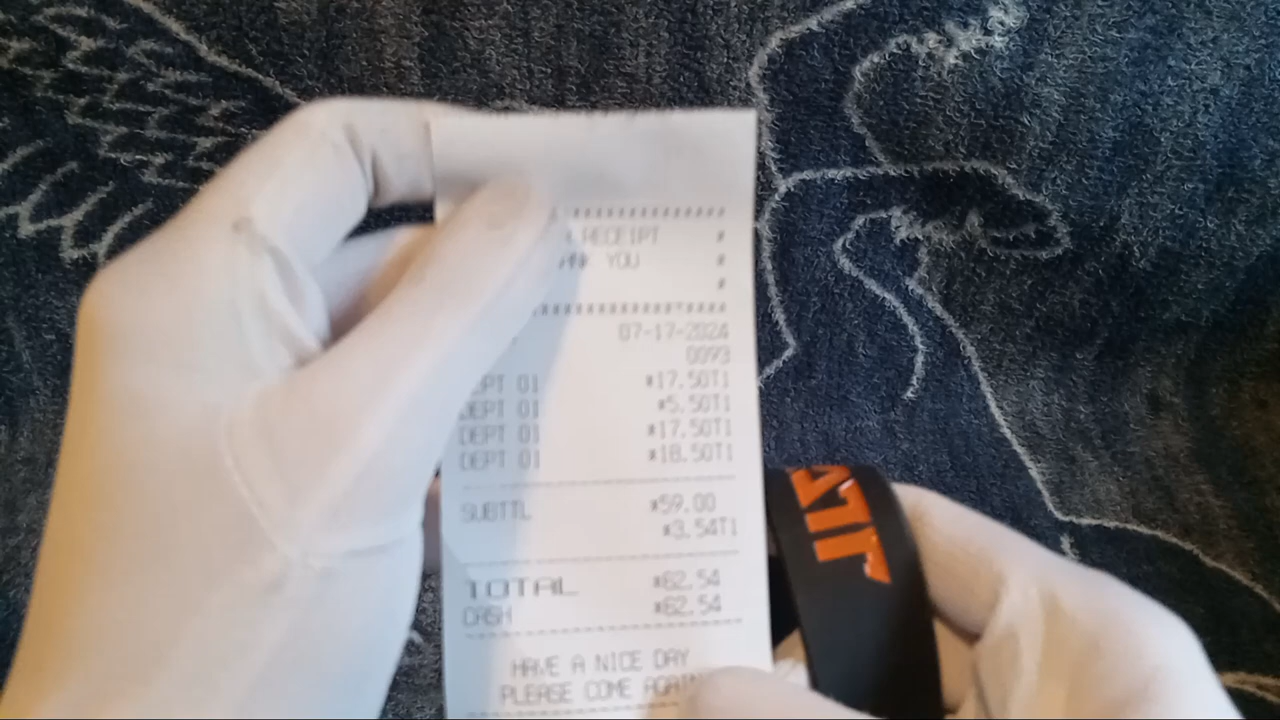 RECEIPT *
YOU *
*
07-17-2024
0093
DEPT 01 *17.50T1
DEPT 01 *5.50T1
DEPT 01 *17.50T1
DEPT 01 *18.50T1
SUBTTL *59.00
*3.54T1
TOTAL *62.54
CASH *62.54
HAVE A NICE DAY
PLEASE COME AGAIN